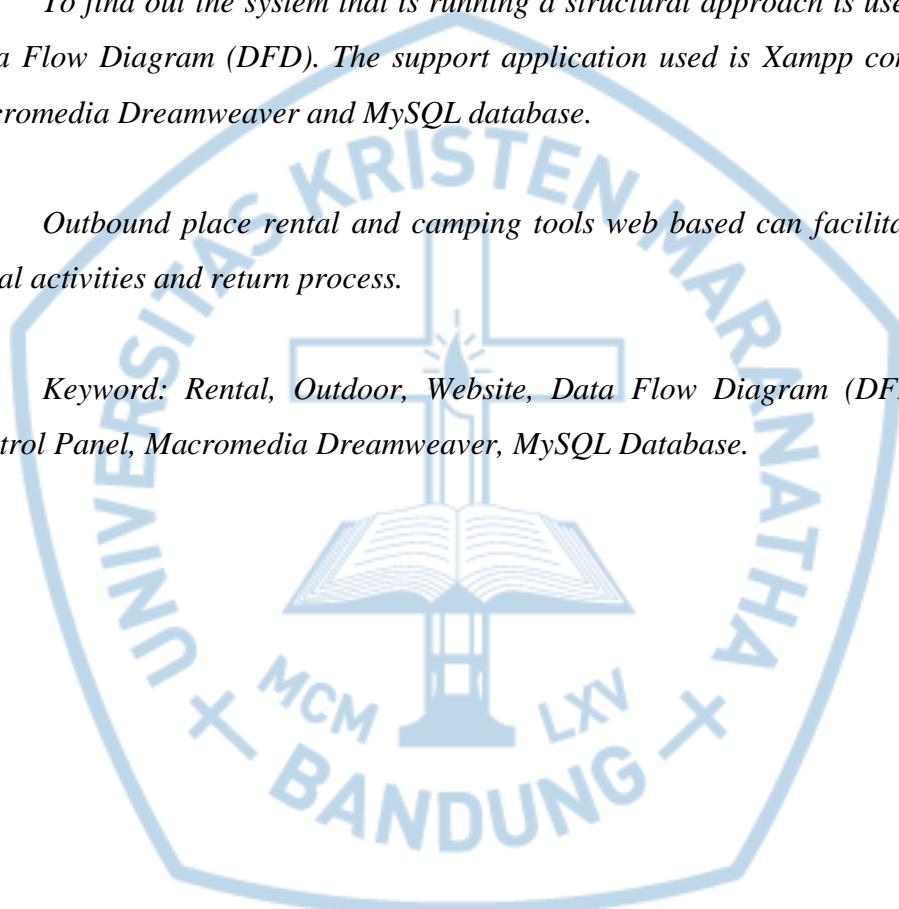 To find out the system that is running a structural approach is use
a Flow Diagram (DFD). The support application used is Xampp con
cromedia Dreamweaver and MySQL database.
Outbound place rental and camping tools web based can facilita
al activities and return process.
Keyword: Rental, Outdoor, Website, Data Flow Diagram (DF
trol Panel, Macromedia Dreamweaver, MySQL Database.
UNIVERSITAS KRISTEN MARANATHA
MCM LXV
BANDUNG